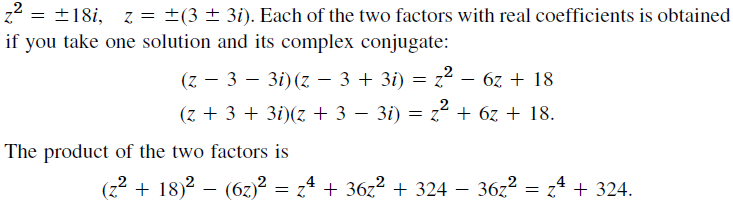 z² = ±18i, z = ±(3 ± 3i). Each of the two factors with real coefficients is obtained
if you take one solution and its complex conjugate:
(z − 3 − 3i)(z − 3 + 3i) = z² − 6z + 18
(z + 3 + 3i)(z + 3 − 3i) = z² + 6z + 18.
The product of the two factors is
(z² + 18)² − (6z)² = z⁴ + 36z² + 324 − 36z² = z⁴ + 324.